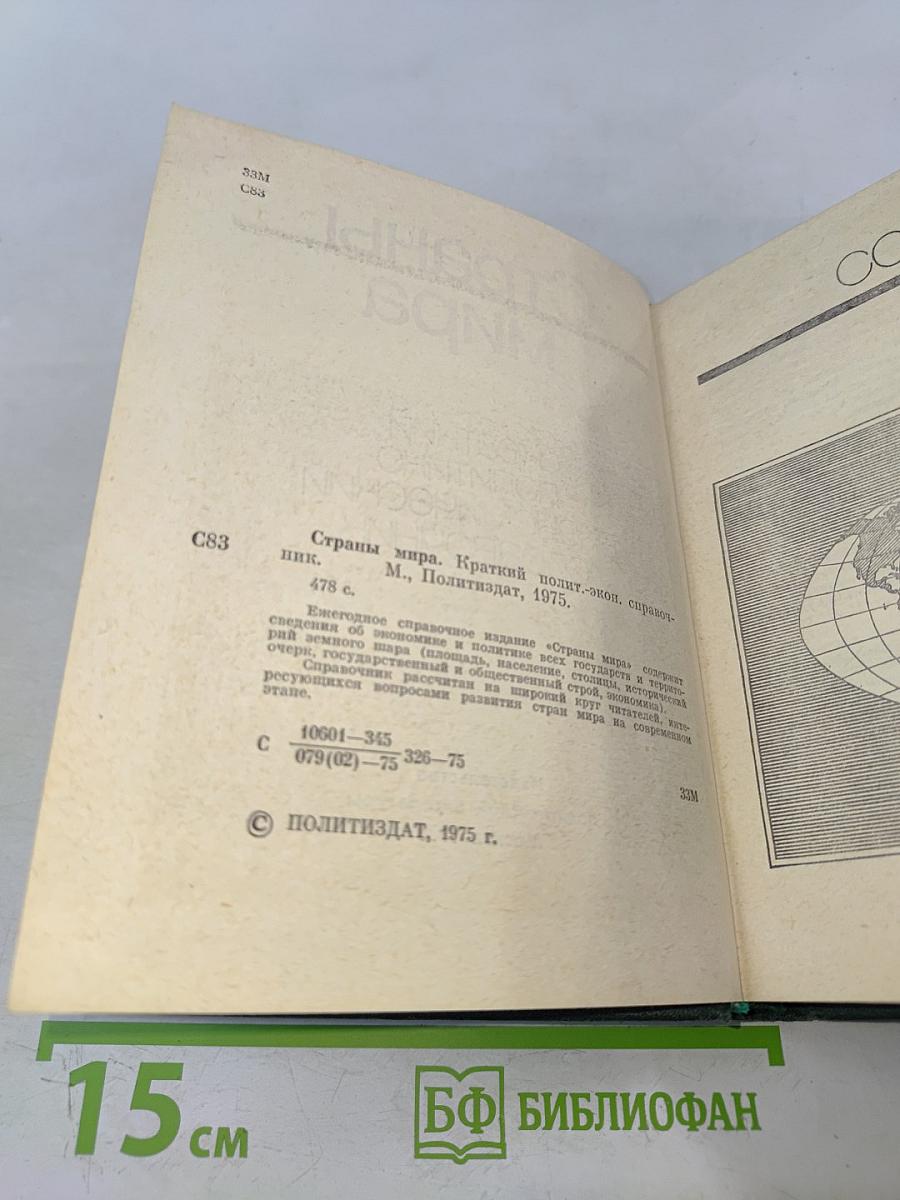 33М
С83
СО
С83
Страны мира. Краткий полит.-экон. справоч-
ник. М., Политиздат, 1975.
478 с.
Ежегодное справочное издание «Страны мира» содержит
сведения об экономике и политике всех государств и террито-
рий земного шара (площадь, население, столицы, исторический
очерк, государственный и общественный строй, экономика).
Справочник рассчитан на широкий круг читателей, инте-
ресующихся вопросами развития стран мира на современном
этапе.
С 10601—345
079(02)—75 326—75
33М
© ПОЛИТИЗДАТ, 1975 г.
15 см
БФ БИБЛИОФАН